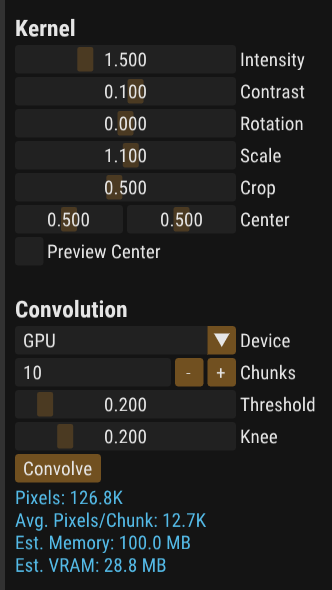 Kernel
1.500 Intensity
0.100 Contrast
0.000 Rotation
1.100 Scale
0.500 Crop
0.500 0.500 Center
Preview Center
Convolution
GPU ▼ Device
10 - + Chunks
0.200 Threshold
0.200 Knee
Convolve
Pixels: 126.8K
Avg. Pixels/Chunk: 12.7K
Est. Memory: 100.0 MB
Est. VRAM: 28.8 MB